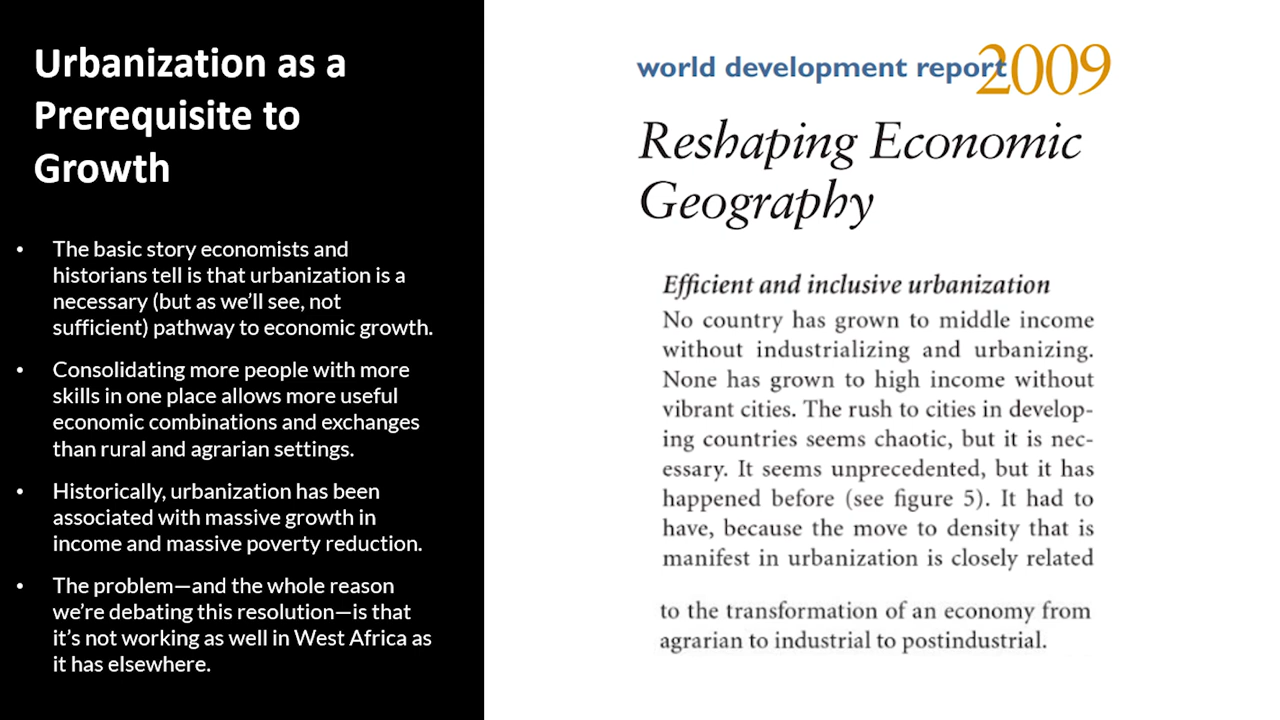 Urbanization as a
Prerequisite to
Growth
• The basic story economists and
historians tell is that urbanization is a
necessary (but as we’ll see, not
sufficient) pathway to economic growth.
• Consolidating more people with more
skills in one place allows more useful
economic combinations and exchanges
than rural and agrarian settings.
• Historically, urbanization has been
associated with massive growth in
income and massive poverty reduction.
• The problem—and the whole reason
we’re debating this resolution—is that
it’s not working as well in West Africa as
it has elsewhere.
world development report 2009
Reshaping Economic
Geography
Efficient and inclusive urbanization
No country has grown to middle income
without industrializing and urbanizing.
None has grown to high income without
vibrant cities. The rush to cities in develop-
ing countries seems chaotic, but it is nec-
essary. It seems unprecedented, but it has
happened before (see figure 5). It had to
have, because the move to density that is
manifest in urbanization is closely related
to the transformation of an economy from
agrarian to industrial to postindustrial.